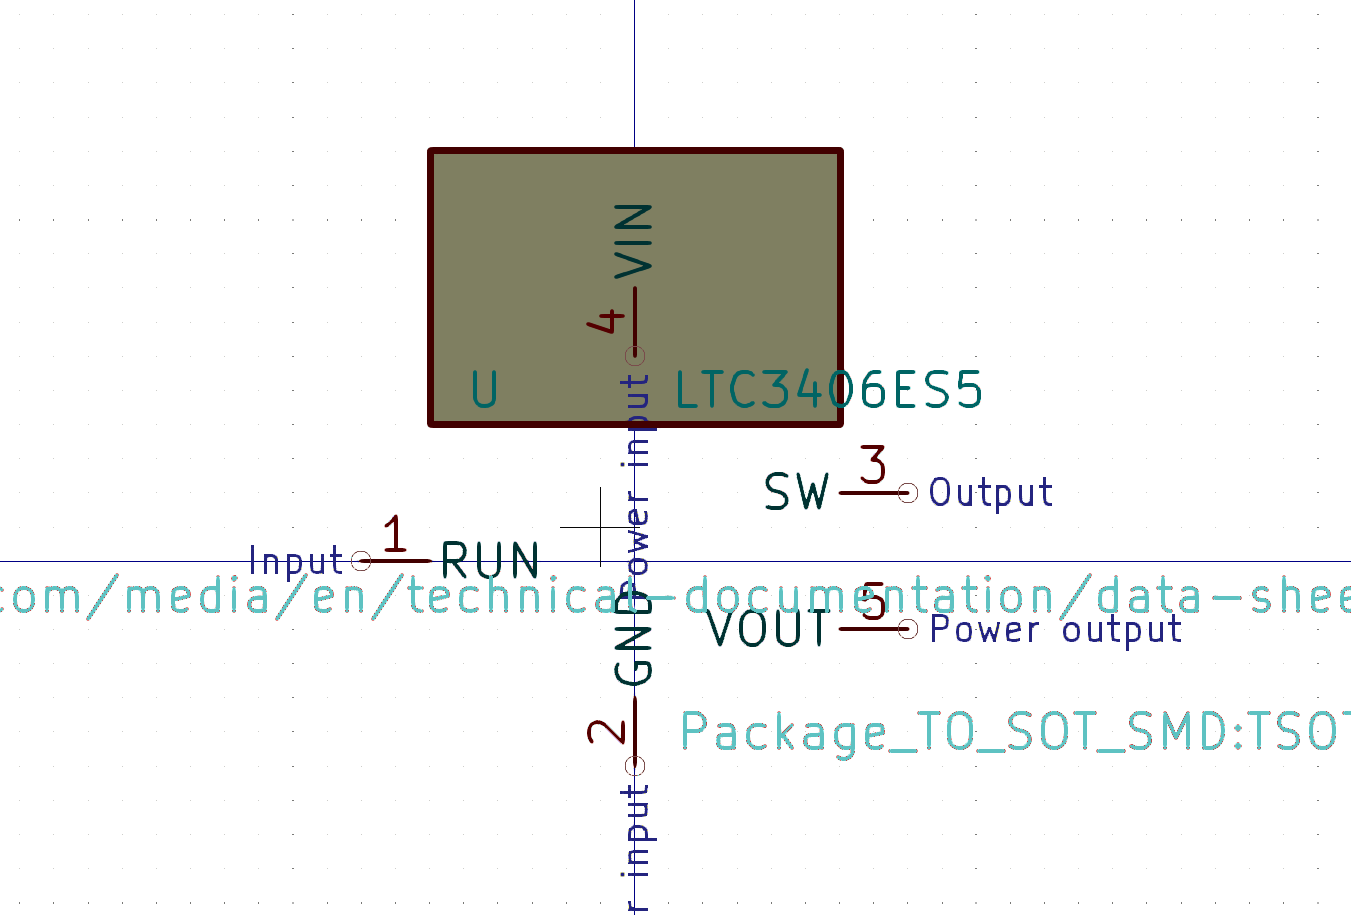 VIN
4
U LTC3406ES5
Power input
3
SW Output
1
Input RUN
com/media/en/technical-documentation/data-shee
5
VOUT Power output
GND
2
Package_TO_SOT_SMD:TSOT
r input